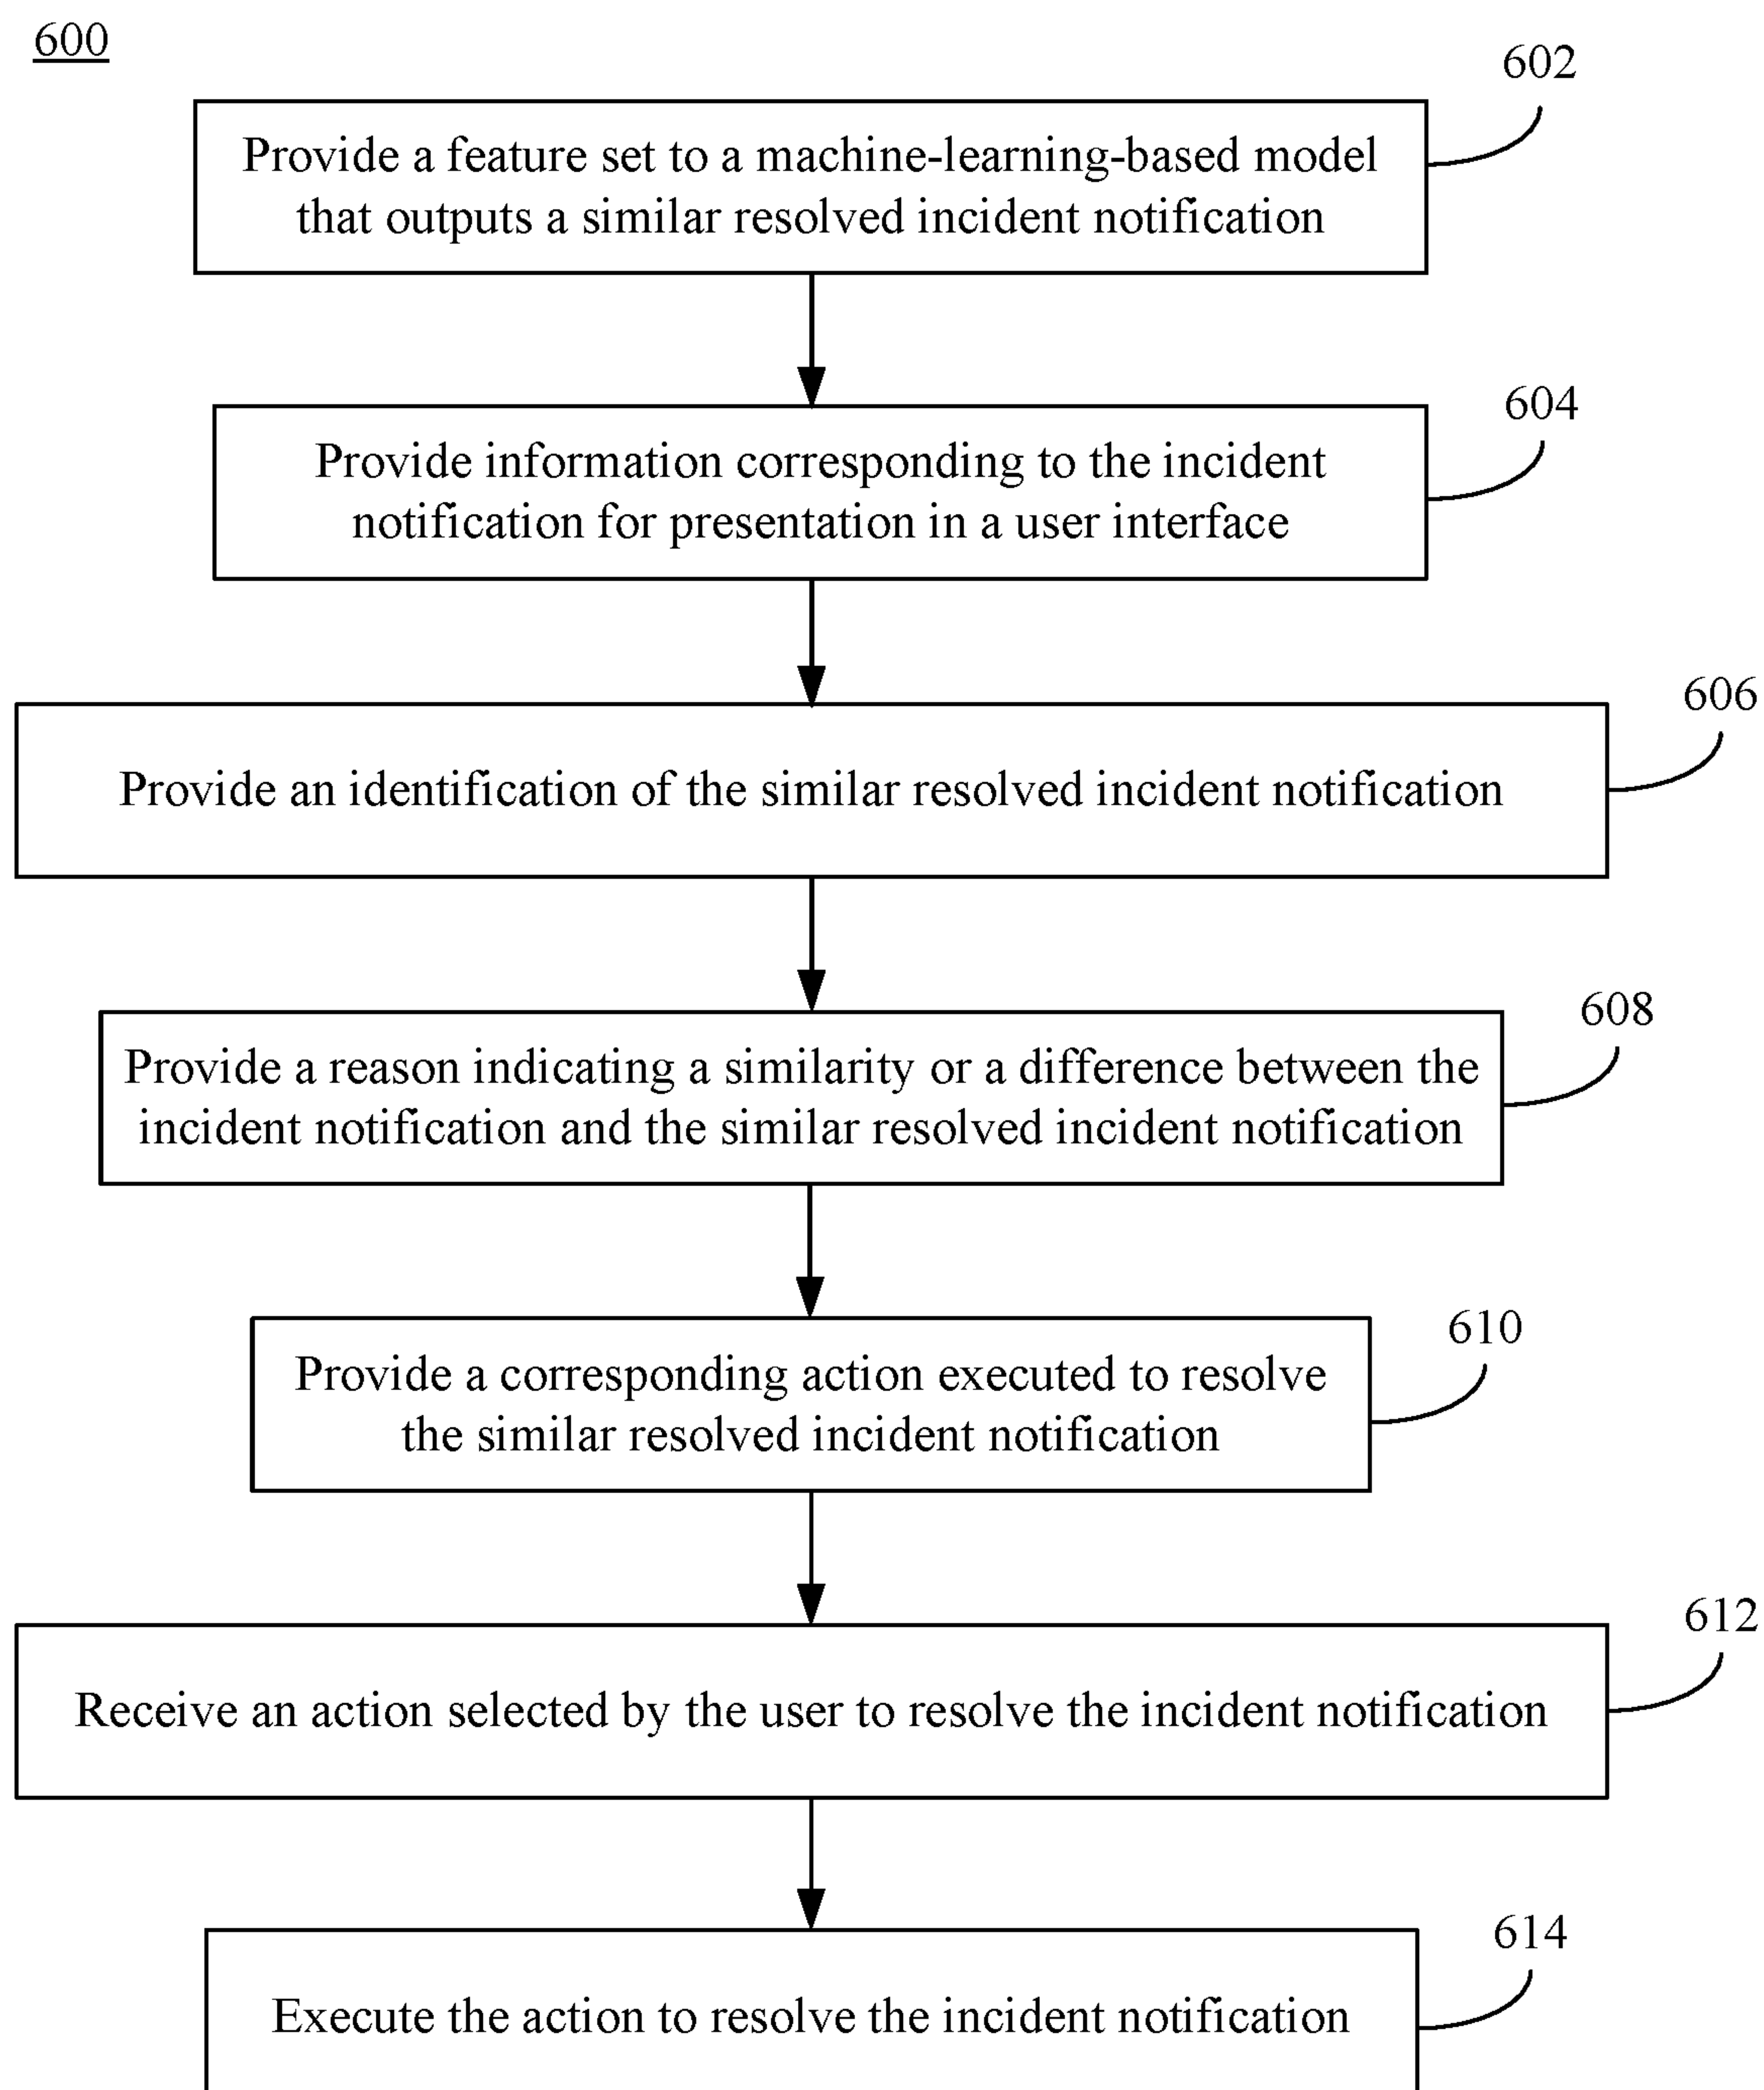 600
602
Provide a feature set to a machine-learning-based model
that outputs a similar resolved incident notification
604
Provide information corresponding to the incident
notification for presentation in a user interface
606
Provide an identification of the similar resolved incident notification
608
Provide a reason indicating a similarity or a difference between the
incident notification and the similar resolved incident notification
610
Provide a corresponding action executed to resolve
the similar resolved incident notification
612
Receive an action selected by the user to resolve the incident notification
614
Execute the action to resolve the incident notification